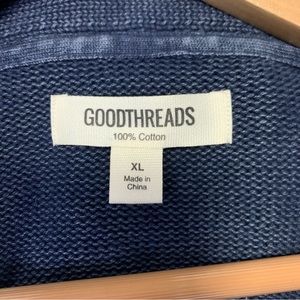 GOODTHREADS
100% Cotton
XL
Made in
China